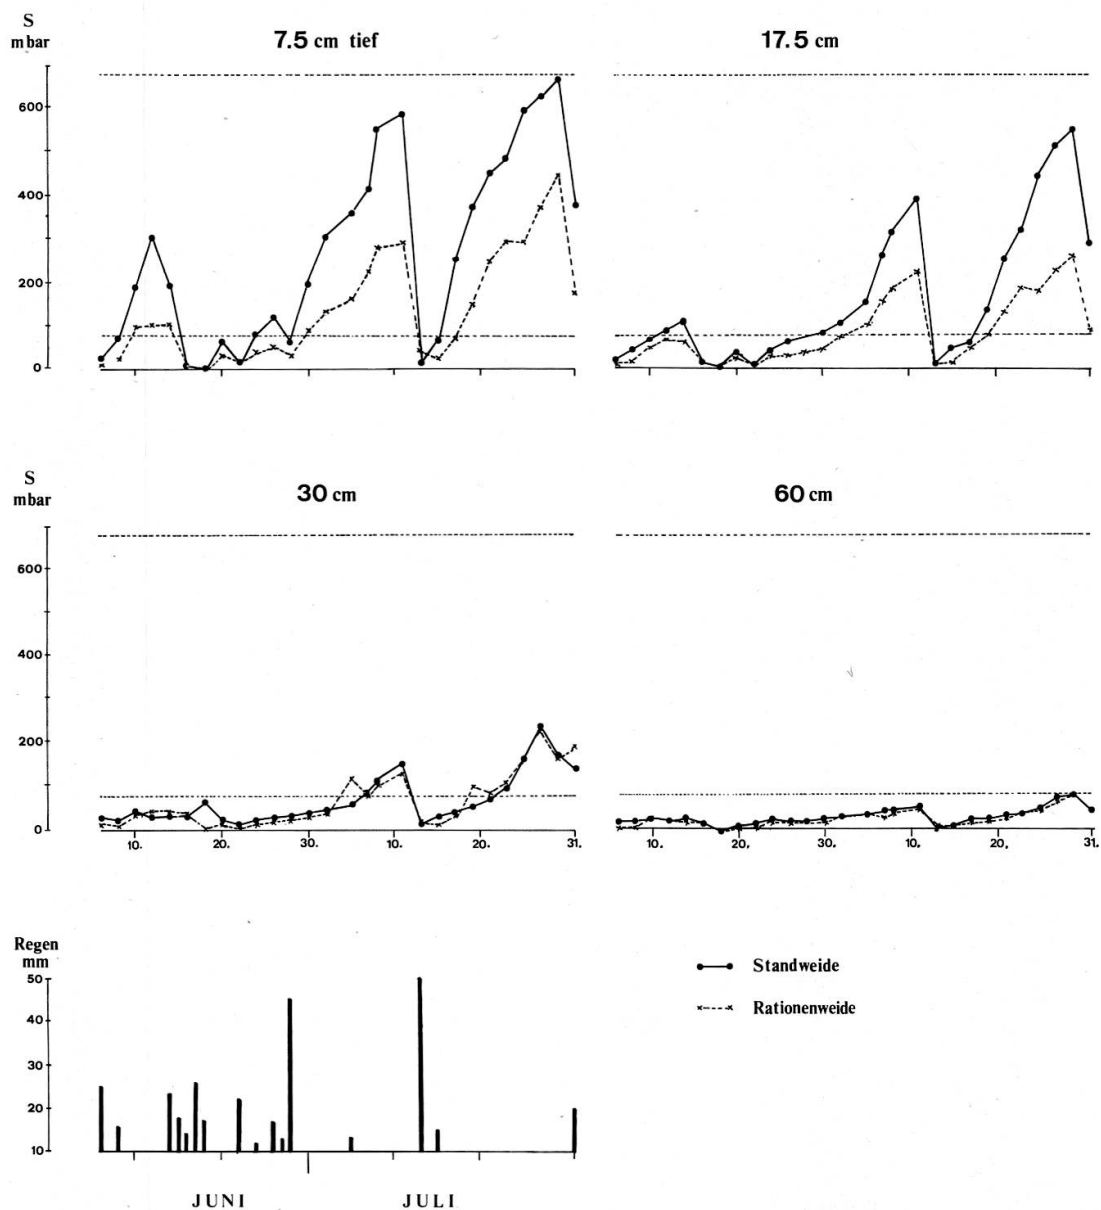 S
mbar
7.5 cm tief
17.5 cm
600
400
200
0
S
mbar
30 cm
60 cm
600
400
200
0
10. 20. 30. 10. 20. 31.
10. 20. 30. 10. 20. 31.
Regen
mm
50
40
30
20
10
Standweide
Rationenweide
JUNI JULI